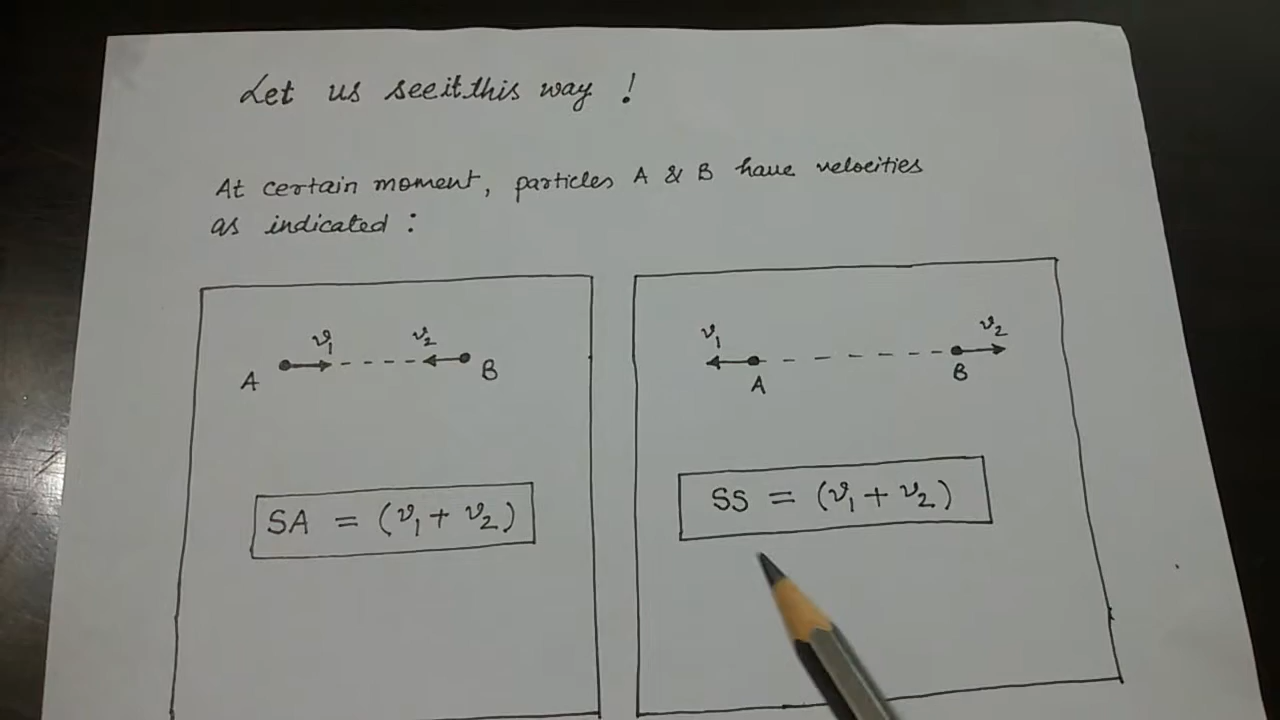 Let us see it this way !
At certain moment, particles A & B have velocities
as indicated :
v₁ v₂
A B
SA = (v₁ + v₂)
v₁ v₂
A B
SS = (v₁ + v₂)